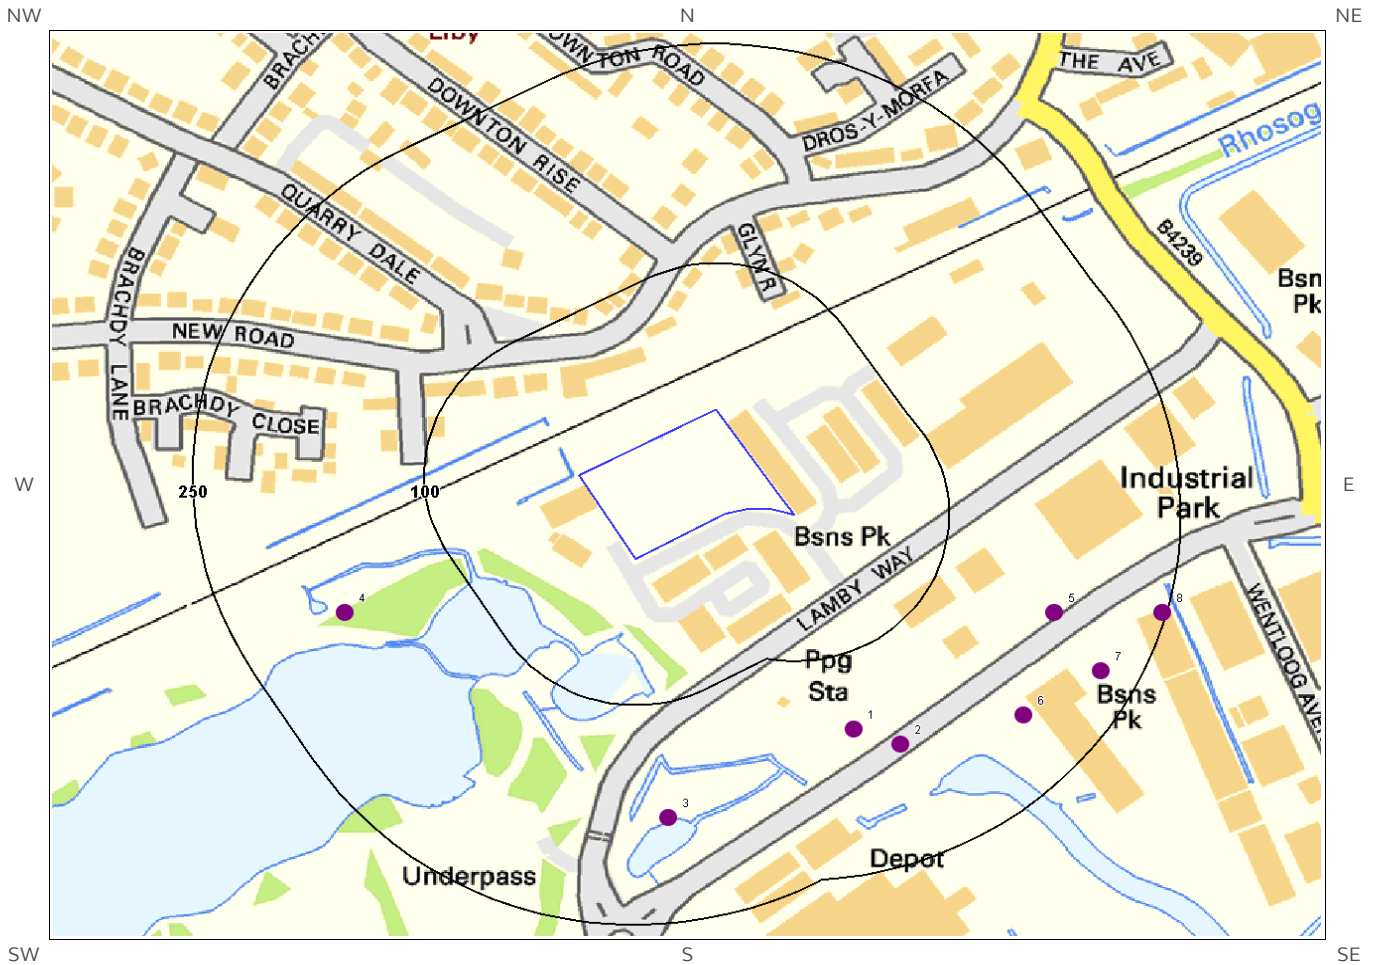 NW
N
NE
DOWNTON ROAD
THE AVE
DOWNTON RISE
DROS-Y-MORFA
Rhosog
QUARRY DALE
GLYN R
B4239
BRACHDY LANE
Bsn
Pk
NEW ROAD
BRACHDY CLOSE
W
250
100
Industrial
Park
E
Bsns Pk
LAMBY WAY
4
5
8
WENTLOOG AVE
Ppg
Sta
7
Bsns
Pk
6
1
2
3
Depot
Underpass
SW
S
SE